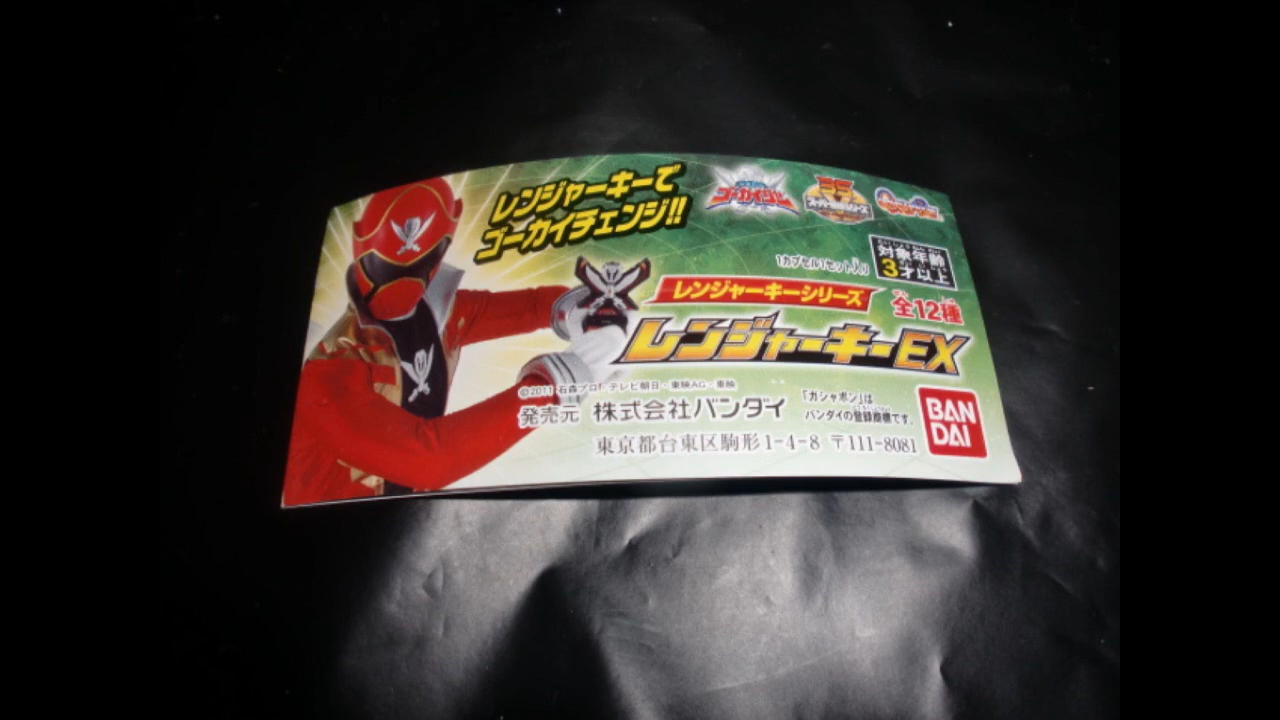 レンジャーキーで
ゴーカイチェンジ!!
ゴーカイジャー
35
1カプセル1セット入り
対象年齢
3才以上
レンジャーキーシリーズ
全12種
レンジャーキーEX
©2011 石森プロ・テレビ朝日・東映AG・東映
発売元 株式会社バンダイ
「ガシャポン」は
バンダイの登録商標です。
東京都台東区駒形1-4-8 〒111-8081
BAN
DAI